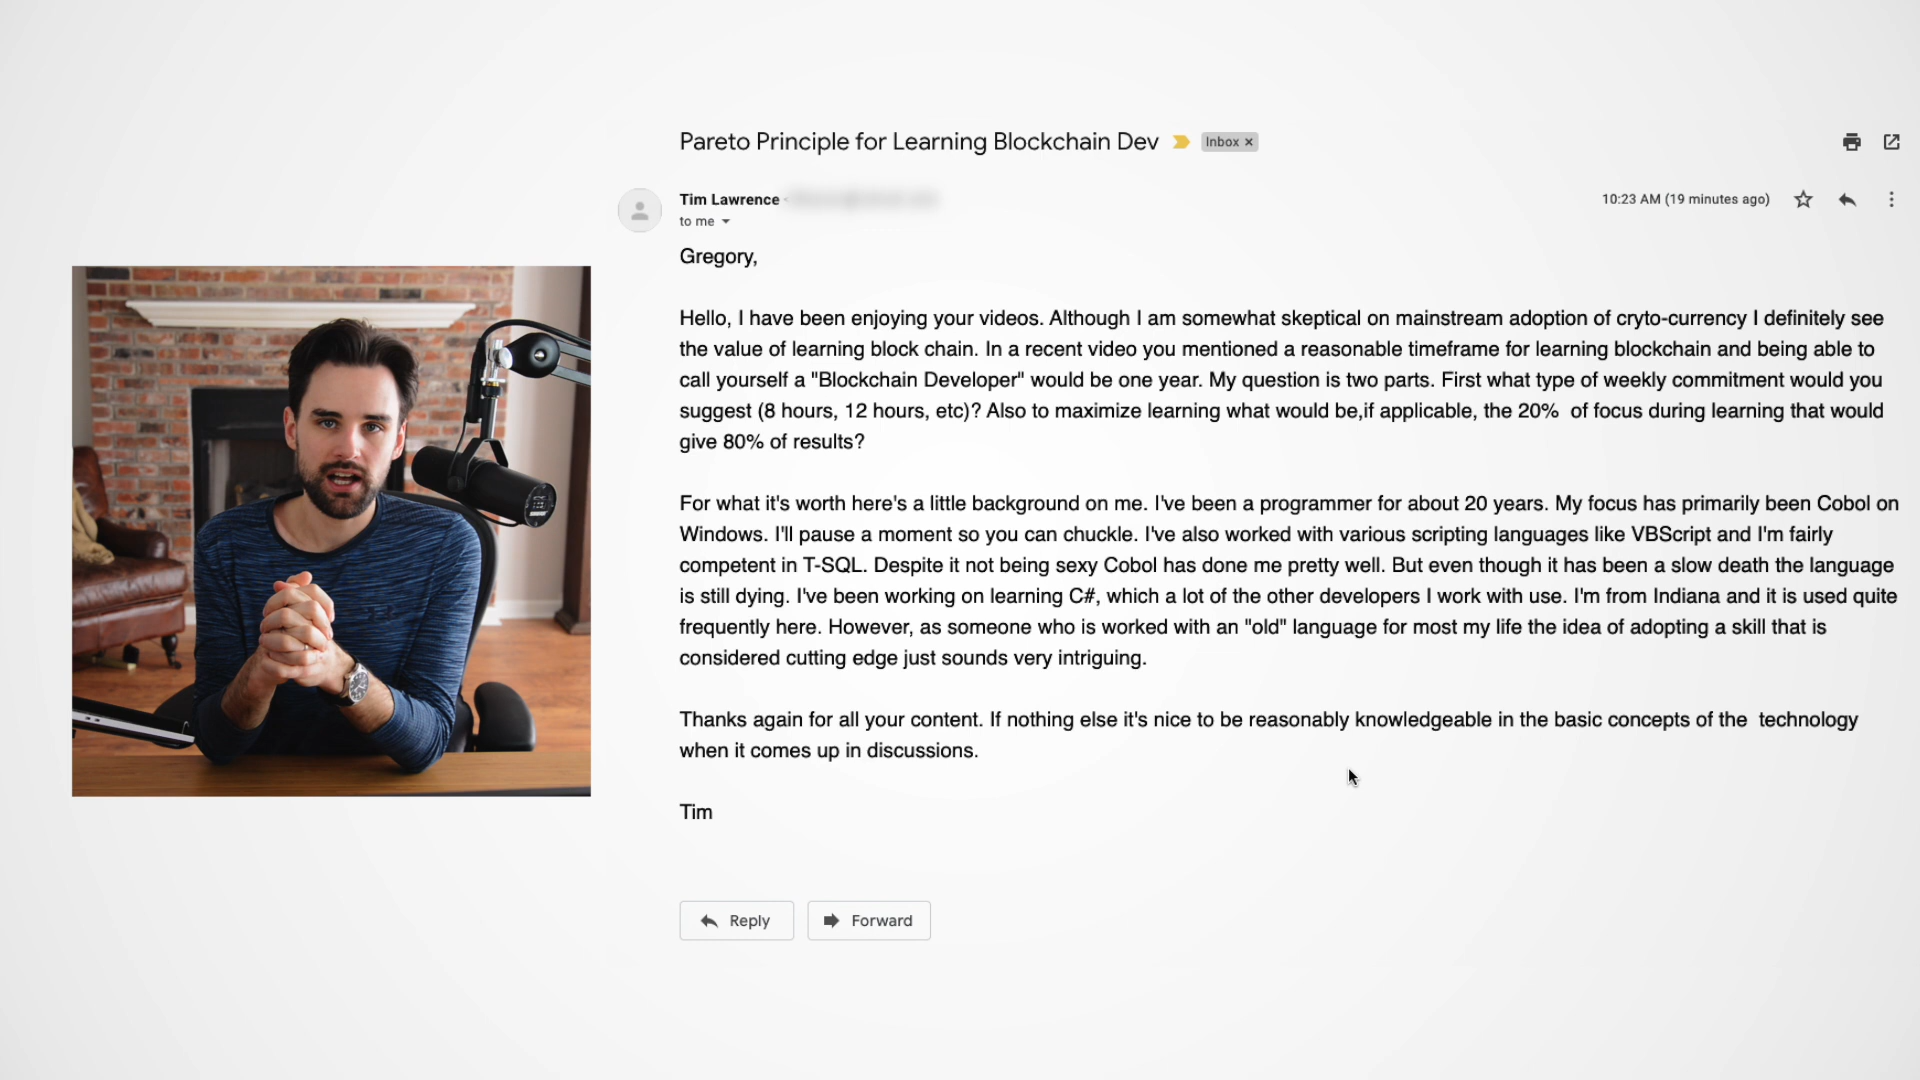 Pareto Principle for Learning Blockchain Dev Inbox ×
Tim Lawrence 10:23 AM (19 minutes ago)
to me
Gregory,
Hello, I have been enjoying your videos. Although I am somewhat skeptical on mainstream adoption of cryto-currency I definitely see
the value of learning block chain. In a recent video you mentioned a reasonable timeframe for learning blockchain and being able to
call yourself a "Blockchain Developer" would be one year. My question is two parts. First what type of weekly commitment would you
suggest (8 hours, 12 hours, etc)? Also to maximize learning what would be,if applicable, the 20% of focus during learning that would
give 80% of results?
For what it's worth here's a little background on me. I've been a programmer for about 20 years. My focus has primarily been Cobol on
Windows. I'll pause a moment so you can chuckle. I've also worked with various scripting languages like VBScript and I'm fairly
competent in T-SQL. Despite it not being sexy Cobol has done me pretty well. But even though it has been a slow death the language
is still dying. I've been working on learning C#, which a lot of the other developers I work with use. I'm from Indiana and it is used quite
frequently here. However, as someone who is worked with an "old" language for most my life the idea of adopting a skill that is
considered cutting edge just sounds very intriguing.
Thanks again for all your content. If nothing else it's nice to be reasonably knowledgeable in the basic concepts of the technology
when it comes up in discussions.
Tim
Reply Forward